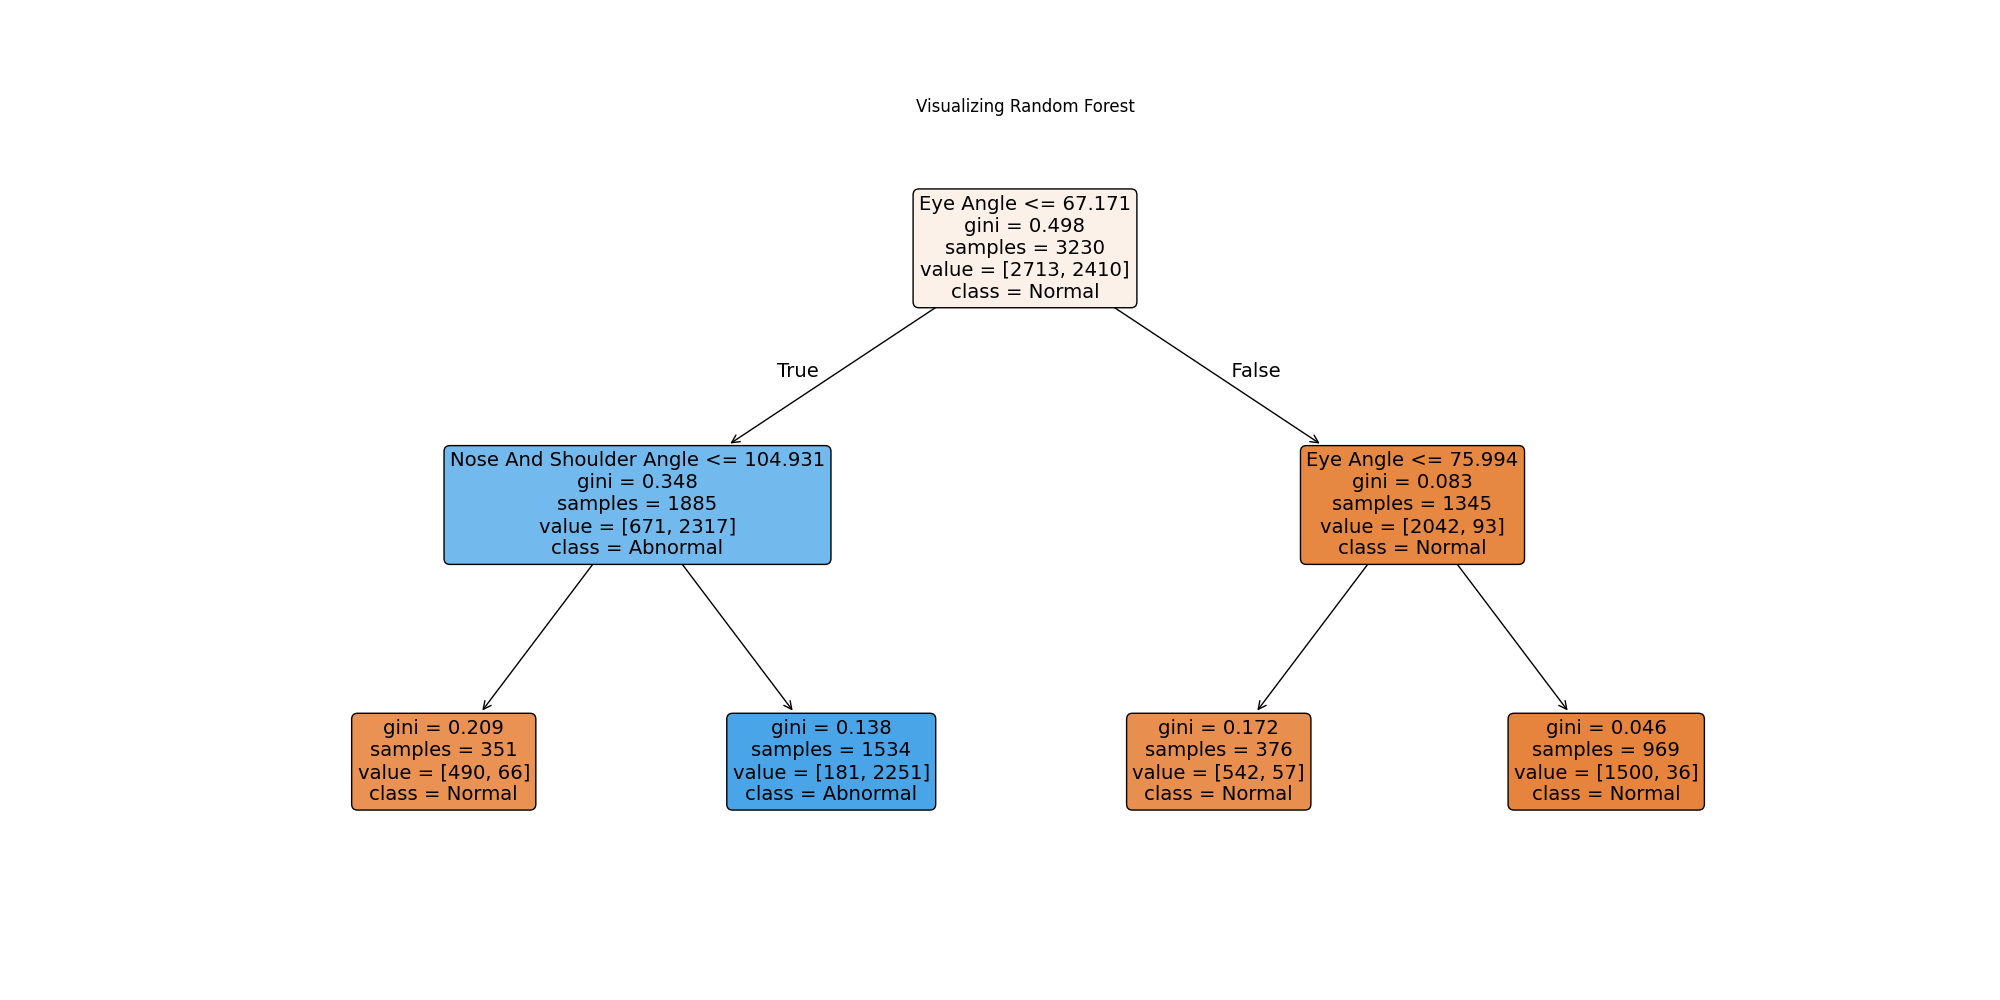 Visualizing Random Forest
Eye Angle <= 67.171
gini = 0.498
samples = 3230
value = [2713, 2410]
class = Normal
True
False
Nose And Shoulder Angle <= 104.931
gini = 0.348
samples = 1885
value = [671, 2317]
class = Abnormal
Eye Angle <= 75.994
gini = 0.083
samples = 1345
value = [2042, 93]
class = Normal
gini = 0.209
samples = 351
value = [490, 66]
class = Normal
gini = 0.138
samples = 1534
value = [181, 2251]
class = Abnormal
gini = 0.172
samples = 376
value = [542, 57]
class = Normal
gini = 0.046
samples = 969
value = [1500, 36]
class = Normal